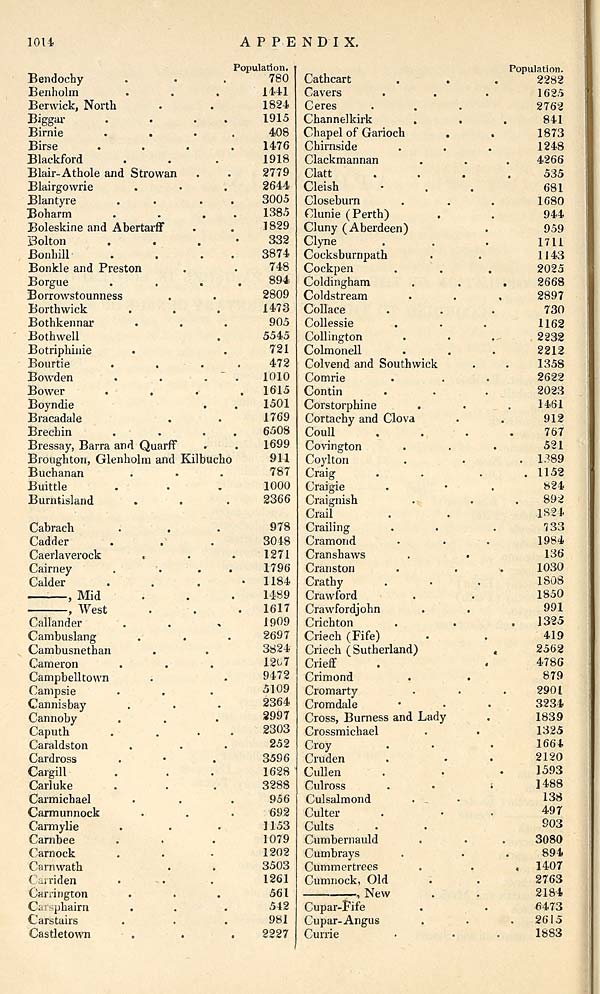 1014
APPENDIX.
Population.
Bendochy 780
Benholm 1441
Berwick, North 1824
Biggar 1915
Birnie 408
Birse 1476
Blackford 1918
Blair-Athole and Strowan 2779
Blairgowrie 2644
Blantyre 3005
Boharm 1385
Boleskine and Abertarff 1829
Bolton 332
Bonhill 3874
Bonkle and Preston 748
Borgue 894
Borrowstounness 2809
Borthwick 1473
Bothkennar 905
Bothwell 5545
Botriphinie 721
Bourtie 472
Bowden 1010
Bower 1615
Boyndie 1501
Bracadale 1769
Brechin 6508
Bressay, Barra and Quarff 1699
Broughton, Glenholm and Kilbucho 911
Buchanan 787
Buittle 1000
Burntisland 2366
Cabrach 978
Cadder 3048
Caerlaverock 1271
Cairney 1796
Calder 1184
———, Mid 1489
———, West 1617
Callander 1909
Cambuslang 2697
Cambusnethan 3824
Cameron 1207
Campbelltown 9472
Campsie 5109
Cannisbay 2364
Cannoby 2997
Caputh 2303
Caraldston 252
Cardross 3596
Cargill 1628
Carluke 3288
Carmichael 956
Carmunnock 692
Carmylie 1153
Carnbee 1079
Carnock 1202
Carnwath 3503
Carriden 1261
Carrington 561
Carsphairn 542
Carstairs 981
Castletown 2227
Population.
Cathcart 2282
Cavers 1625
Ceres 2762
Channelkirk 841
Chapel of Garioch 1873
Chirnside 1248
Clackmannan 4266
Clatt 535
Cleish 681
Closeburn 1680
Clunie (Perth) 944
Cluny (Aberdeen) 959
Clyne 1711
Cocksburnpath 1143
Cockpen 2025
Coldingham 2668
Coldstream 2897
Collace 730
Collessie 1162
Collington 2232
Colmonell 2212
Colvend and Southwick 1358
Comrie 2622
Contin 2023
Corstorphine 1461
Cortachy and Clova 912
Coull 767
Covington 521
Coylton 1389
Craig 1152
Craigie 824
Craignish 892
Crail 1824
Crailing 733
Cramond 1984
Cranshaws 136
Cranston 1030
Crathy 1808
Crawford 1850
Crawfordjohn 991
Crichton 1325
Criech (Fife) 419
Criech (Sutherland) 2562
Crieff 4786
Crimond 879
Cromarty 2901
Cromdale 3234
Cross, Burness and Lady 1839
Crossmichael 1325
Croy 1664
Cruden 2120
Cullen 1593
Culross 1488
Culsalmond 138
Culter 497
Cults 903
Cumbernauld 3080
Cumbrays 894
Cummertrees 1407
Cumnock, Old 2763
———, New 2184
Cupar-Fife 6473
Cupar-Angus 2615
Currie 1883